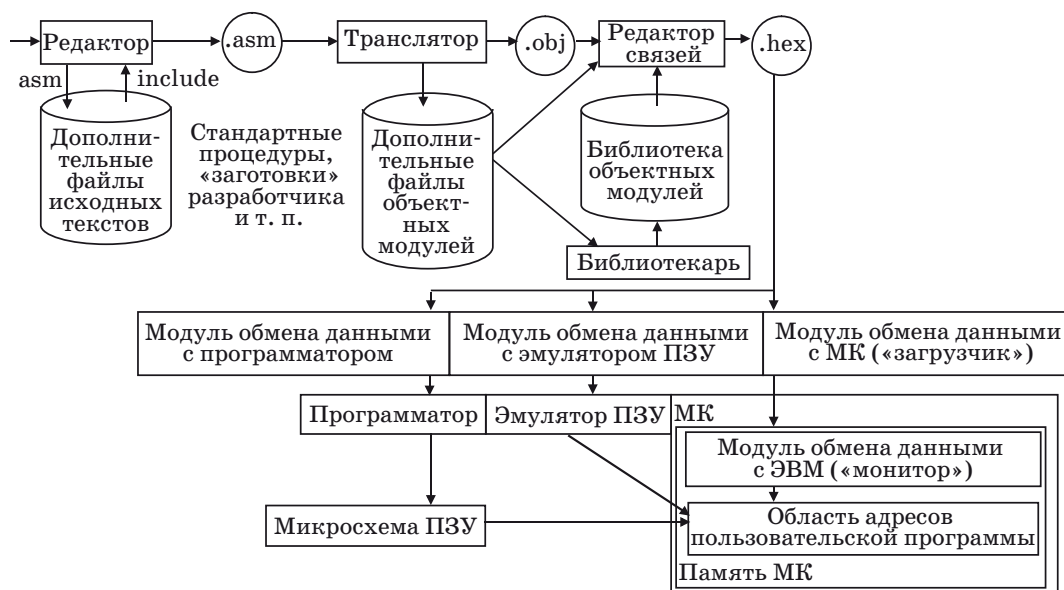 Редактор
.asm
Транслятор
.obj
Редактор
связей
.hex
asm
include
Дополни-
тельные
файлы
исходных
текстов
Стандартные
процедуры,
«заготовки»
разработчика
и т. п.
Дополни-
тельные
файлы
объект-
ных
модулей
Библиотека
объектных
модулей
Библиотекарь
Модуль обмена данными
с программатором
Модуль обмена данными
с эмулятором ПЗУ
Модуль обмена данными
с МК («загрузчик»)
Программатор
Эмулятор ПЗУ
МК
Модуль обмена данными
с ЭВМ («монитор»)
Микросхема ПЗУ
Область адресов
пользовательской программы
Память МК